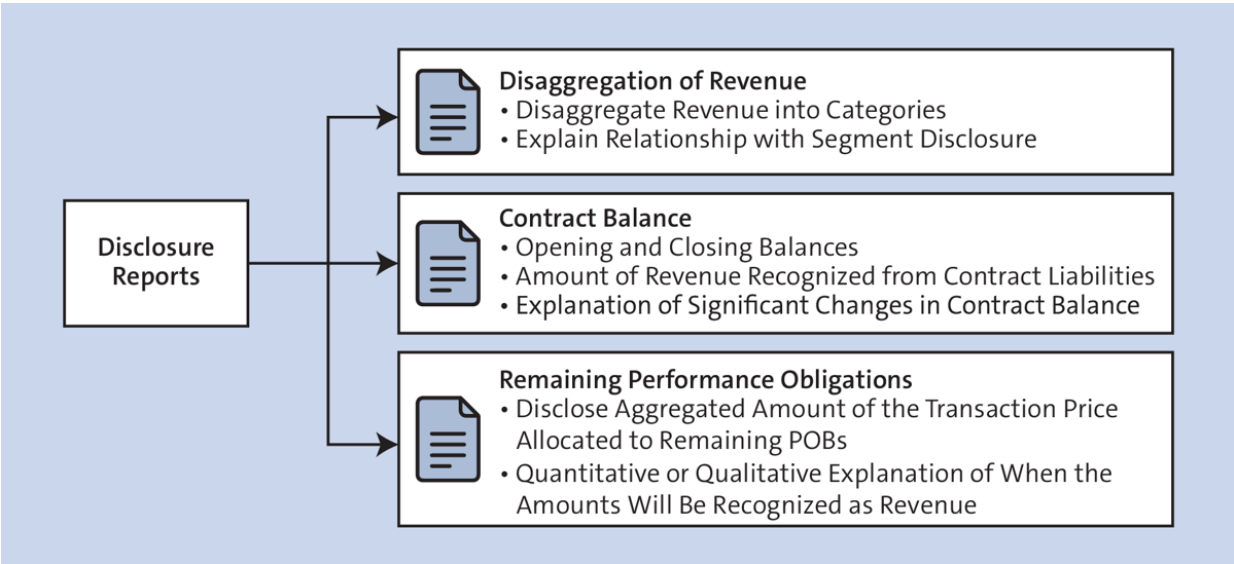 Disclosure
Reports
Disaggregation of Revenue
• Disaggregate Revenue into Categories
• Explain Relationship with Segment Disclosure
Contract Balance
• Opening and Closing Balances
• Amount of Revenue Recognized from Contract Liabilities
• Explanation of Significant Changes in Contract Balance
Remaining Performance Obligations
• Disclose Aggregated Amount of the Transaction Price
Allocated to Remaining POBs
• Quantitative or Qualitative Explanation of When the
Amounts Will Be Recognized as Revenue